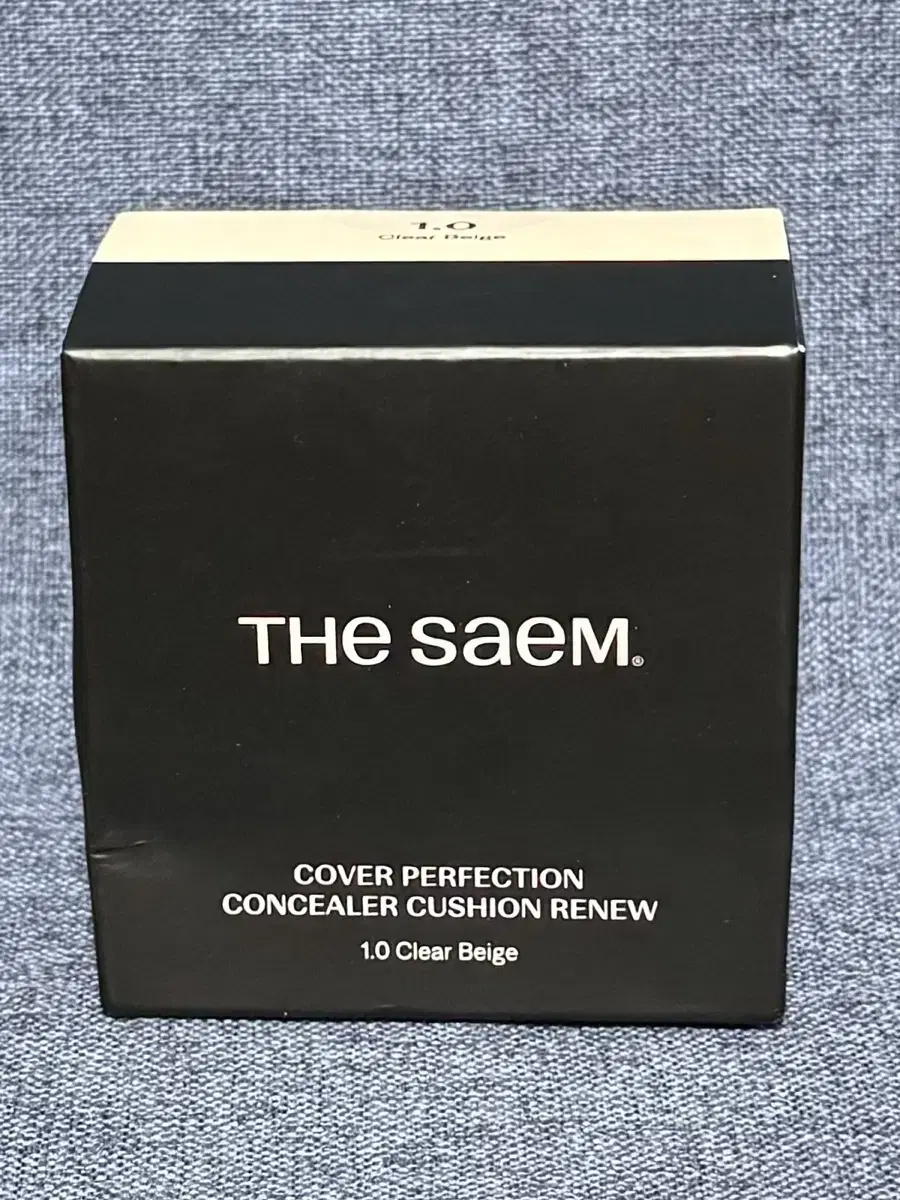 1.0
Clear Beige
THE SAEM®
COVER PERFECTION
CONCEALER CUSHION RENEW
1.0 Clear Beige